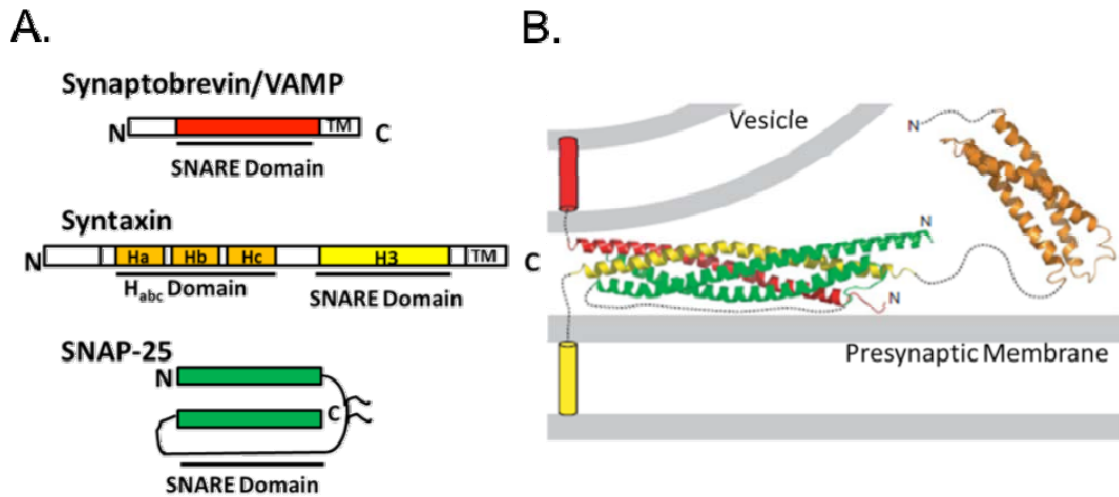 A.
Synaptobrevin/VAMP
N TM C
SNARE Domain
Syntaxin
N Ha Hb Hc H3 TM C
Habc Domain
SNARE Domain
SNAP-25
N
C
SNARE Domain
B.
Vesicle
N
N
N
Presynaptic Membrane